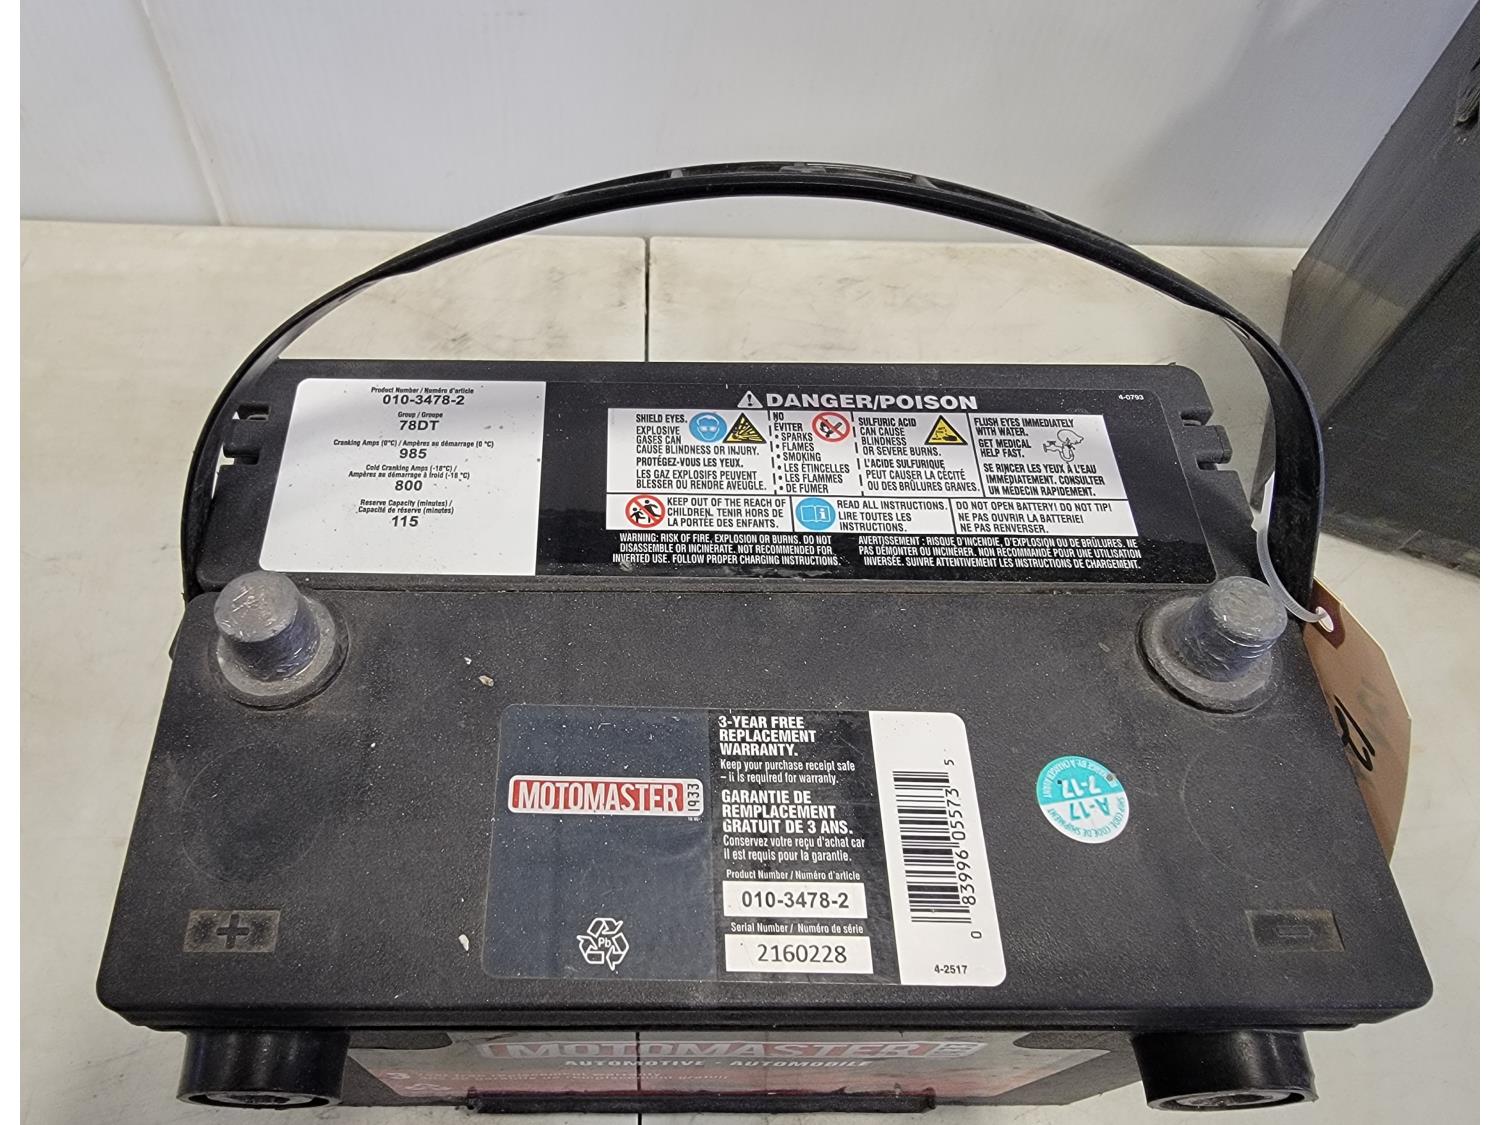 Product Number / Numéro d'article
010-3478-2
Group / Groupe
78DT
Cranking Amps (0°C) / Ampères au démarrage (0 °C)
985
Cold Cranking Amps (-18°C) /
Ampères au démarrage à froid (-18 °C)
800
Reserve Capacity (minutes) /
Capacité de réserve (minutes)
115
DANGER/POISON
4-0793
SHIELD EYES.
EXPLOSIVE
GASES CAN
CAUSE BLINDNESS OR INJURY.
PROTÉGEZ-VOUS LES YEUX.
LES GAZ EXPLOSIFS PEUVENT
BLESSER OU RENDRE AVEUGLE.
NO
ÉVITER
• SPARKS
• FLAMES
• SMOKING
• LES ÉTINCELLES
• LES FLAMMES
• DE FUMER
SULFURIC ACID
CAN CAUSE
BLINDNESS
OR SEVERE BURNS.
L'ACIDE SULFURIQUE
PEUT CAUSER LA CÉCITÉ
OU DES BRÛLURES GRAVES.
FLUSH EYES IMMEDIATELY
WITH WATER.
GET MEDICAL
HELP FAST.
SE RINCER LES YEUX À L'EAU
IMMÉDIATEMENT. CONSULTER
UN MÉDECIN RAPIDEMENT.
KEEP OUT OF THE REACH OF
CHILDREN. TENIR HORS DE
LA PORTÉE DES ENFANTS.
READ ALL INSTRUCTIONS.
LIRE TOUTES LES
INSTRUCTIONS.
DO NOT OPEN BATTERY! DO NOT TIP!
NE PAS OUVRIR LA BATTERIE!
NE PAS RENVERSER.
WARNING: RISK OF FIRE, EXPLOSION OR BURNS. DO NOT
DISASSEMBLE OR INCINERATE. NOT RECOMMENDED FOR
INVERTED USE. FOLLOW PROPER CHARGING INSTRUCTIONS.
AVERTISSEMENT : RISQUE D'INCENDIE, D'EXPLOSION OU DE BRÛLURES. NE
PAS DÉMONTER OU INCINÉRER. NON RECOMMANDÉ POUR UNE UTILISATION
INVERSÉE. SUIVRE ATTENTIVEMENT LES INSTRUCTIONS DE CHARGEMENT.
MOTOMASTER 1933
3-YEAR FREE
REPLACEMENT
WARRANTY.
Keep your purchase receipt safe
– it is required for warranty.
GARANTIE DE
REMPLACEMENT
GRATUIT DE 3 ANS.
Conservez votre reçu d'achat car
il est requis pour la garantie.
Product Number / Numéro d'article
010-3478-2
Serial Number / Numéro de série
2160228
Pb
0 83996 05573 5
4-2517
SHIP CODE CODE DE SHIPMENT
A-17
7-17
+
-
MOTOMASTER
AUTOMOTIVE • AUTOMOBILE